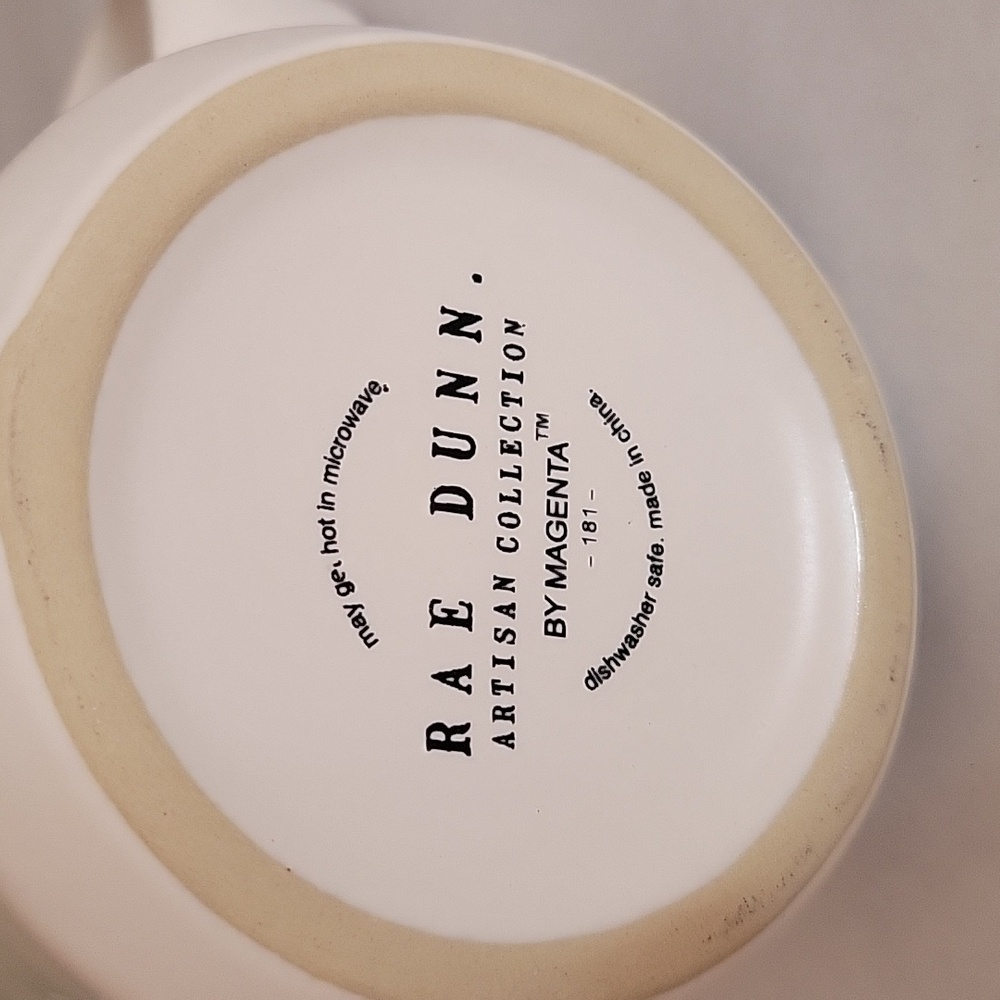 may get hot in microwave.
RAE DUNN.
ARTISAN COLLECTION
BY MAGENTA™
- 181 -
dishwasher safe. made in china.